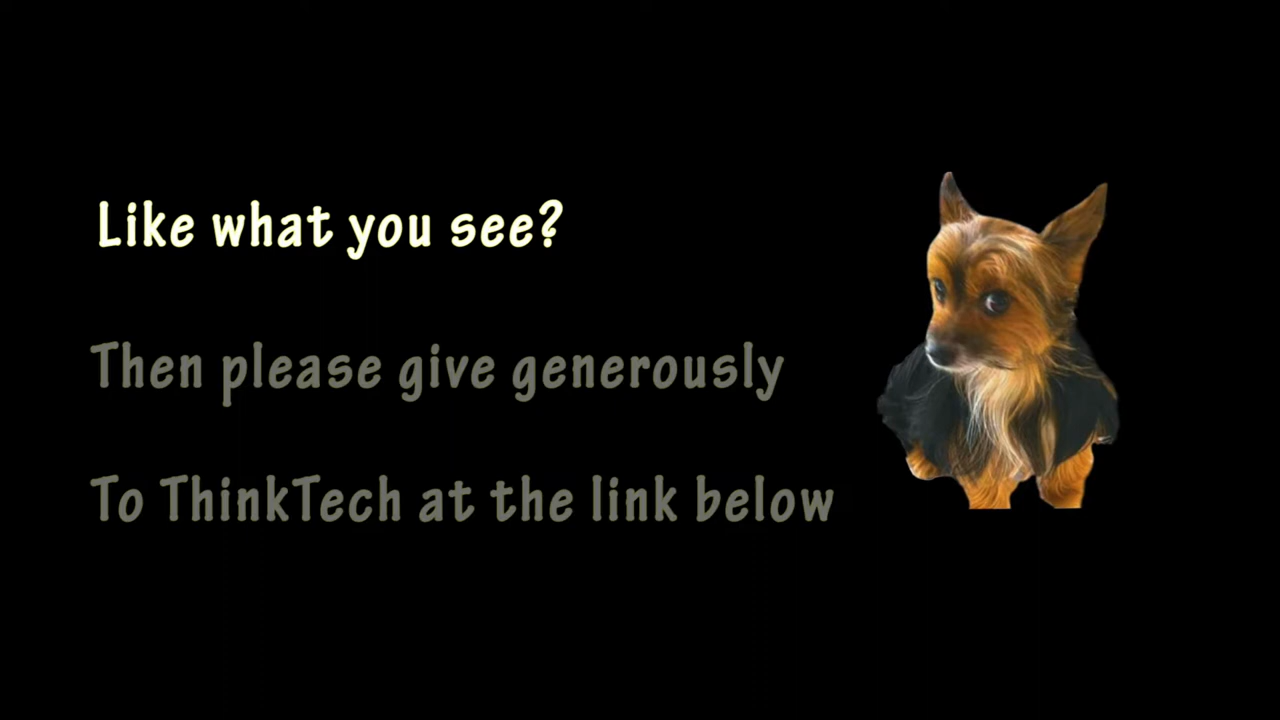 Like what you see?
Then please give generously
To ThinkTech at the link below